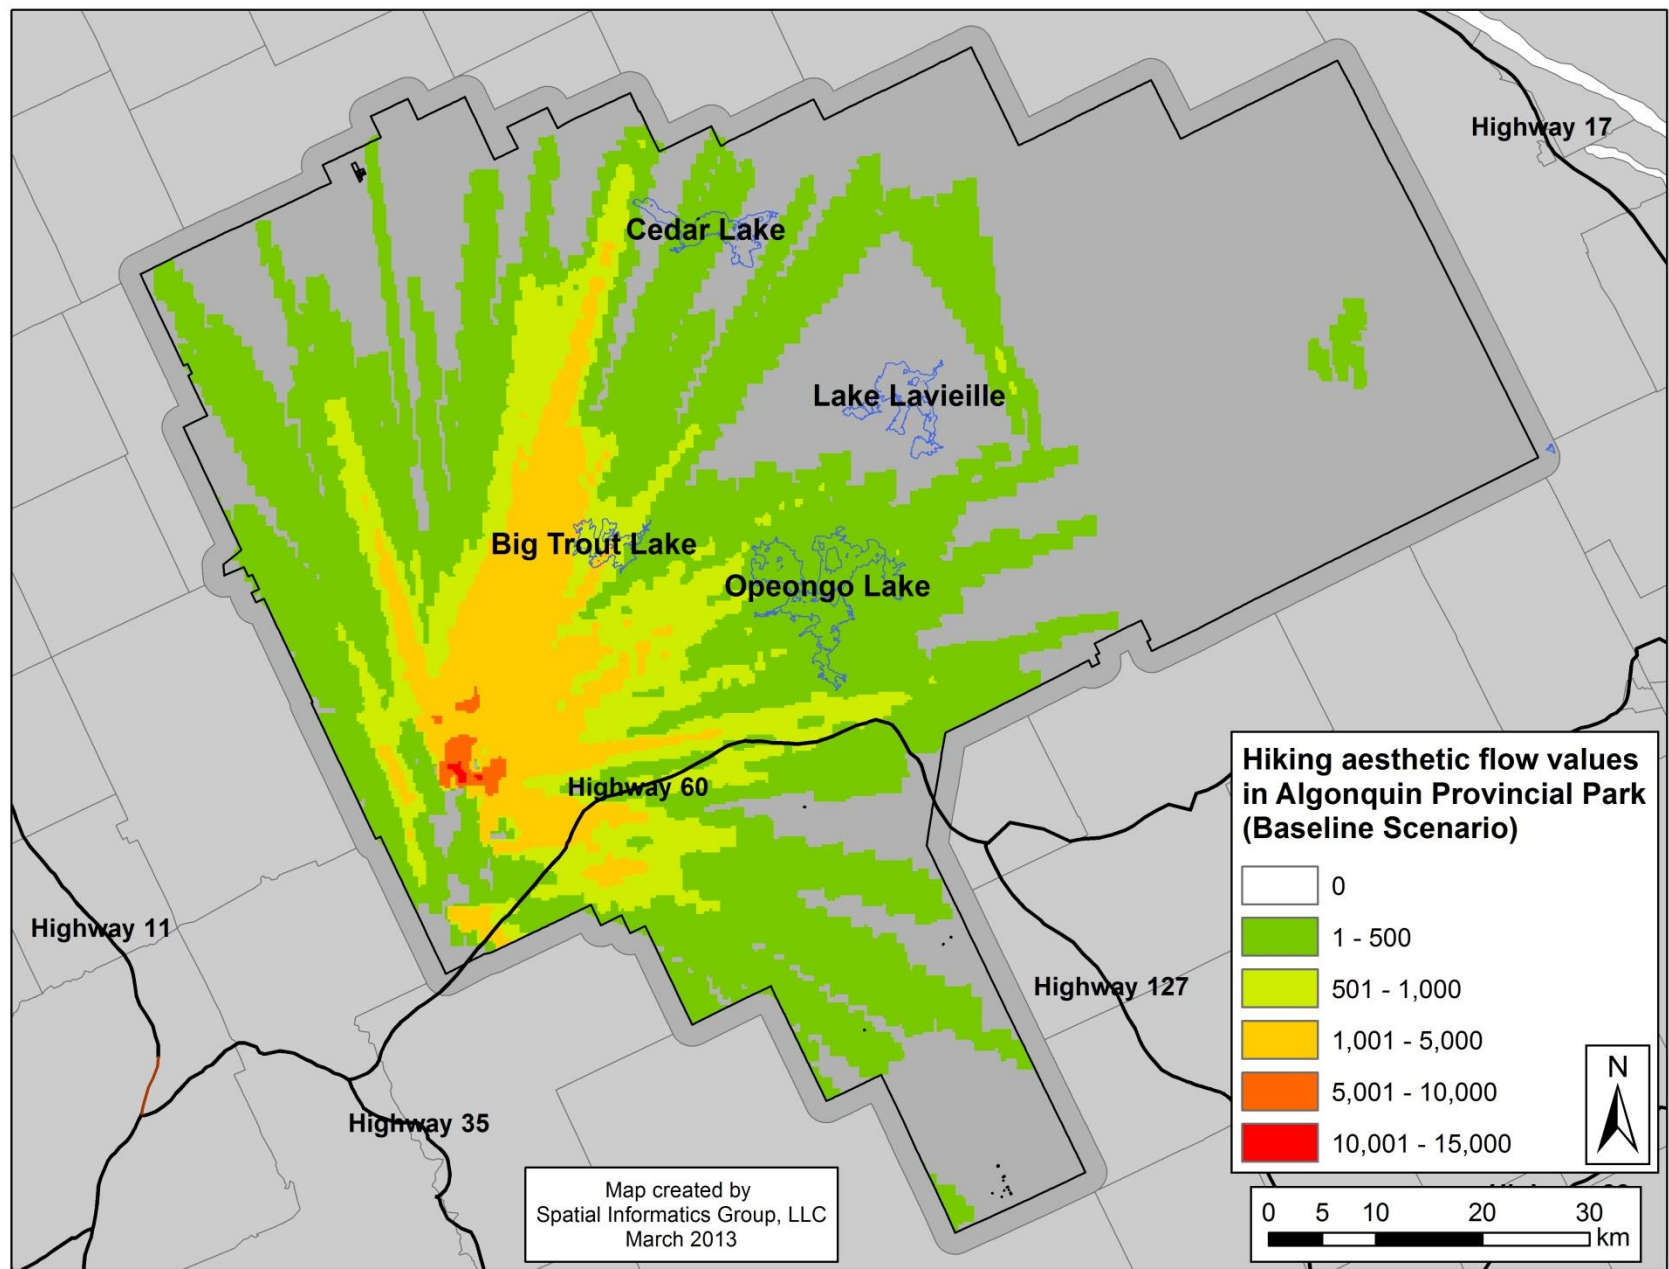 Highway 17
Cedar Lake
Lake Lavieille
Big Trout Lake
Opeongo Lake
Highway 60
Highway 11
Highway 127
Highway 35
Hiking aesthetic flow values
in Algonquin Provincial Park
(Baseline Scenario)
0
1 - 500
501 - 1,000
1,001 - 5,000
5,001 - 10,000
10,001 - 15,000
N
Map created by
Spatial Informatics Group, LLC
March 2013
0 5 10 20 30
km